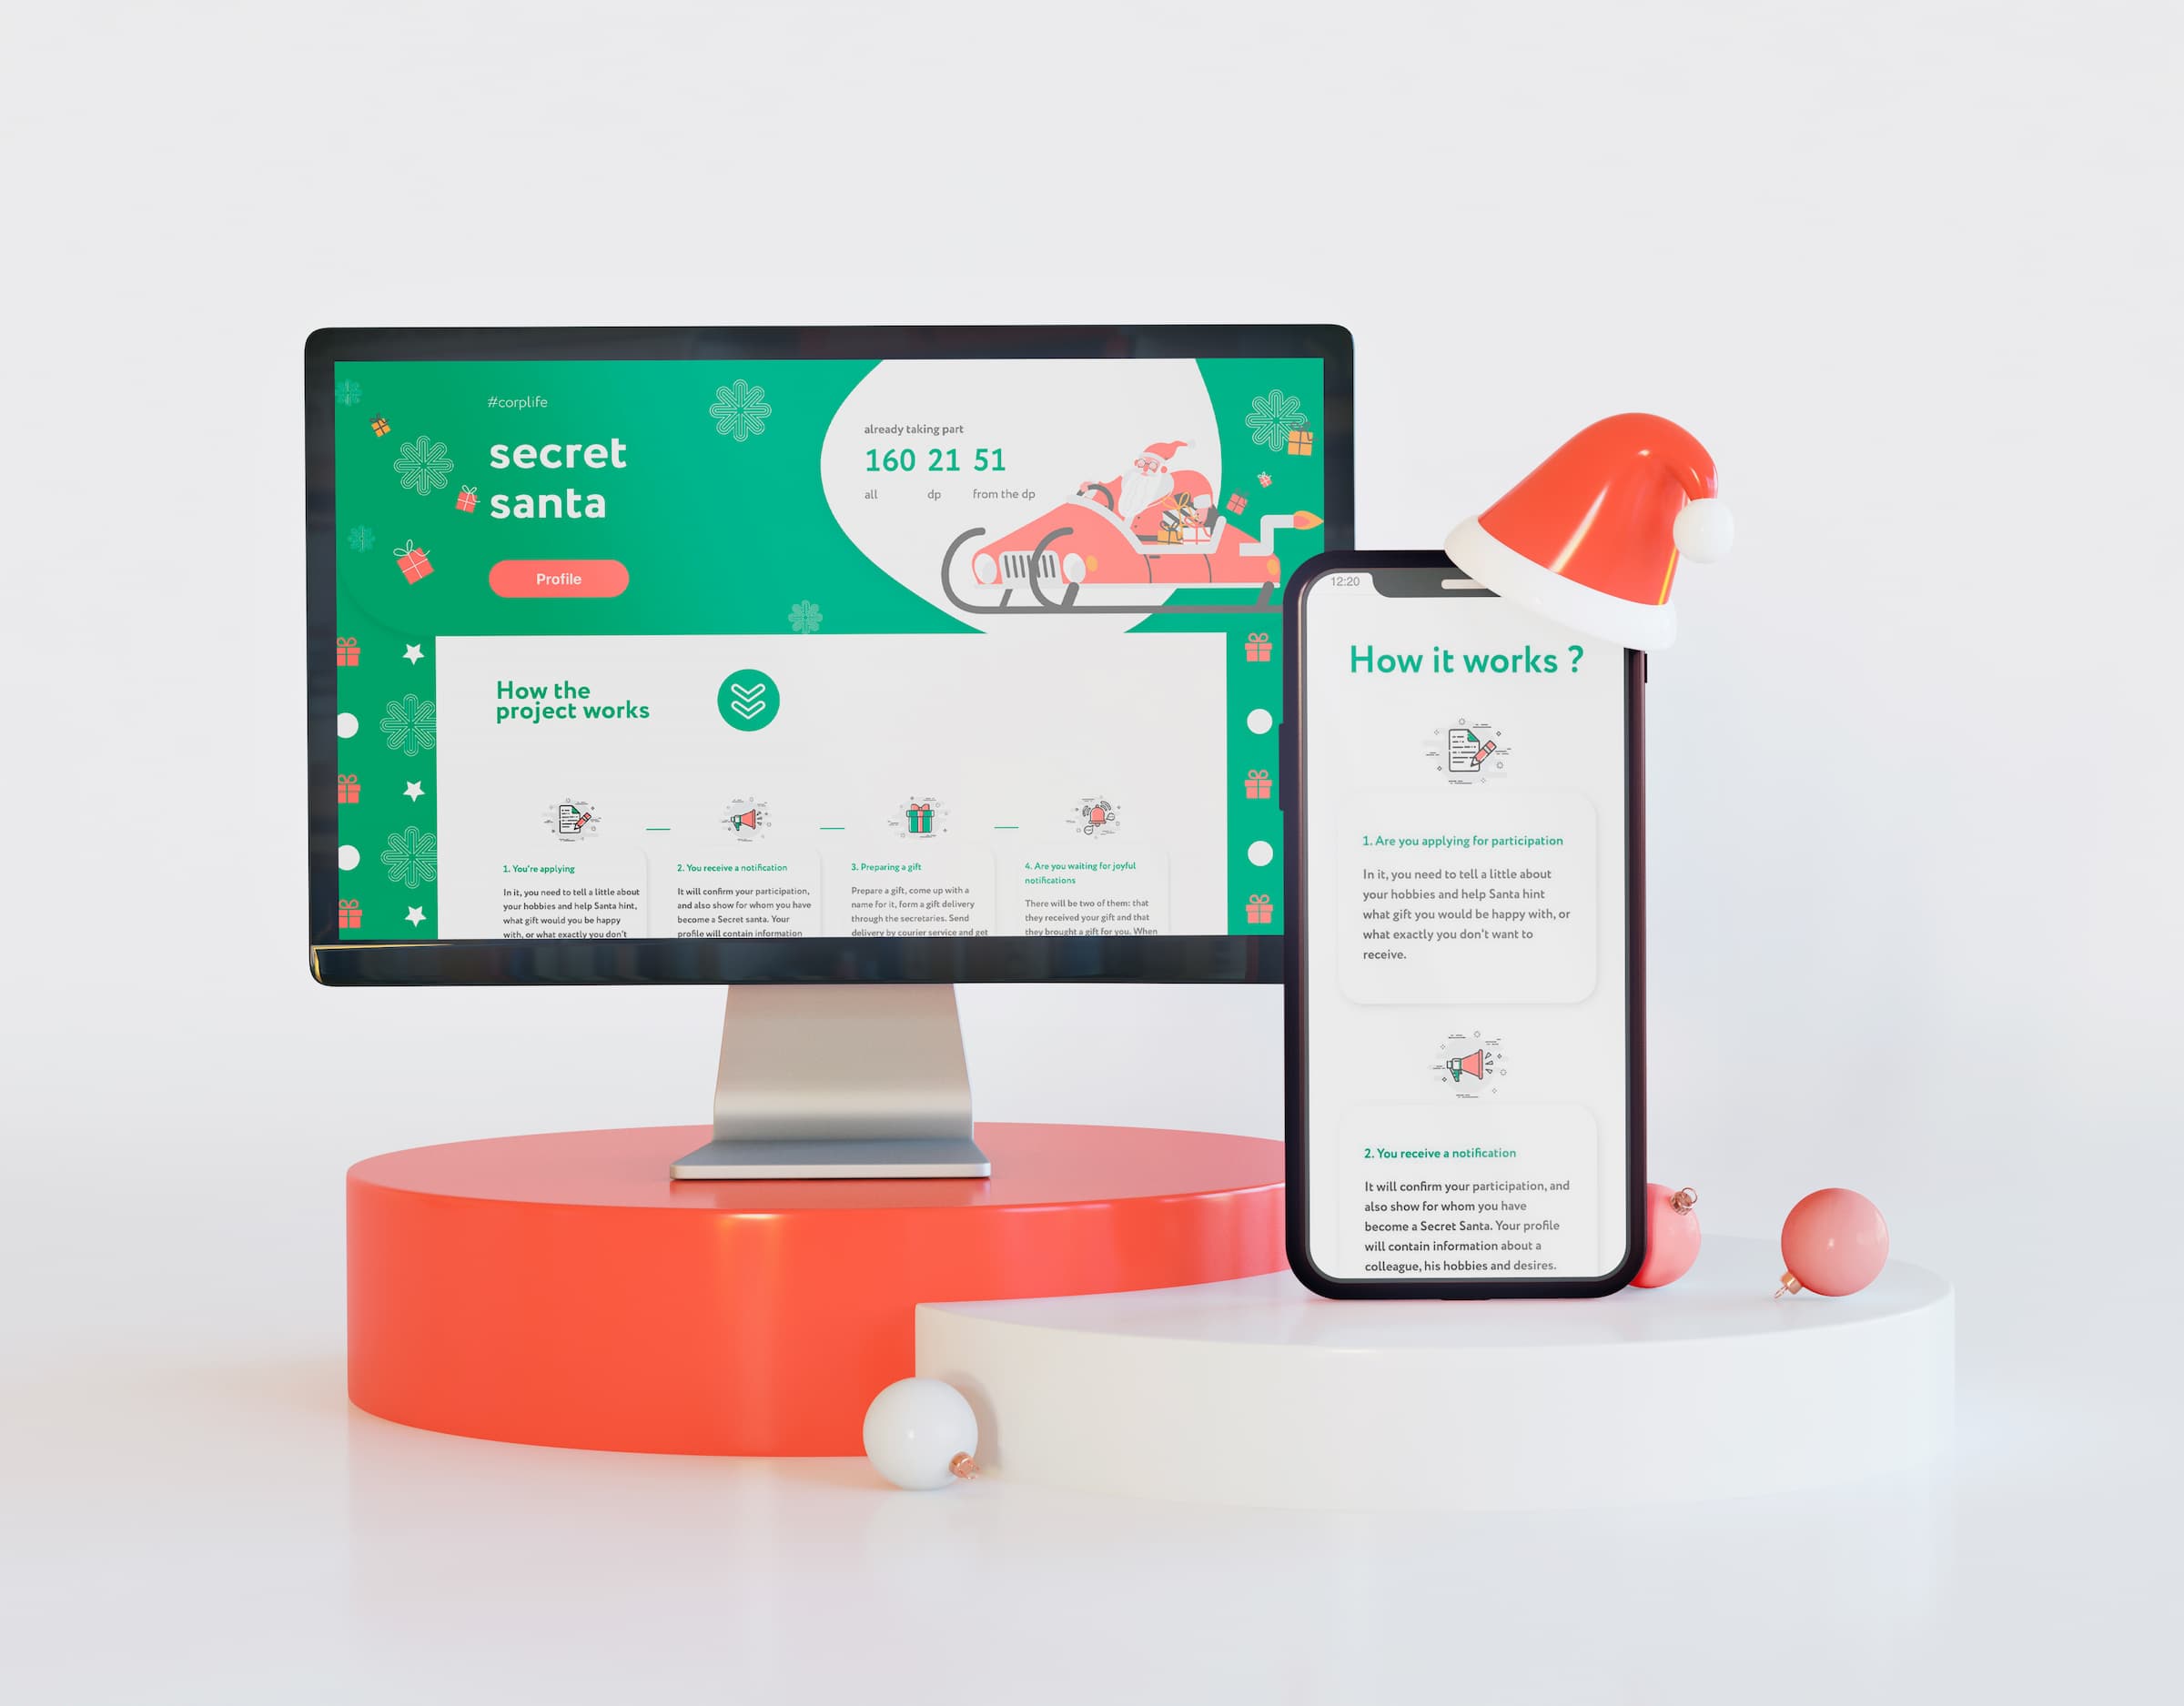 #corplife
secret
santa
Profile
already taking part
160 21 51
all dp from the dp
How the
project works
1. You're applying
In it, you need to tell a little about
your hobbies and help Santa hint,
what gift would you be happy
with, or what exactly you don't
2. You receive a notification
It will confirm your participation,
and also show for whom you have
become a Secret santa. Your
profile will contain information
3. Preparing a gift
Prepare a gift, come up with a
name for it, form a gift delivery
through the secretaries. Send
delivery by courier service and get
4. Are you waiting for joyful
notifications
There will be two of them: that
they received your gift and that
they brought a gift for you. When
12:20
How it works ?
1. Are you applying for participation
In it, you need to tell a little about
your hobbies and help Santa hint
what gift you would be happy with, or
what exactly you don't want to
receive.
2. You receive a notification
It will confirm your participation, and
also show for whom you have
become a Secret Santa. Your profile
will contain information about a
colleague, his hobbies and desires.